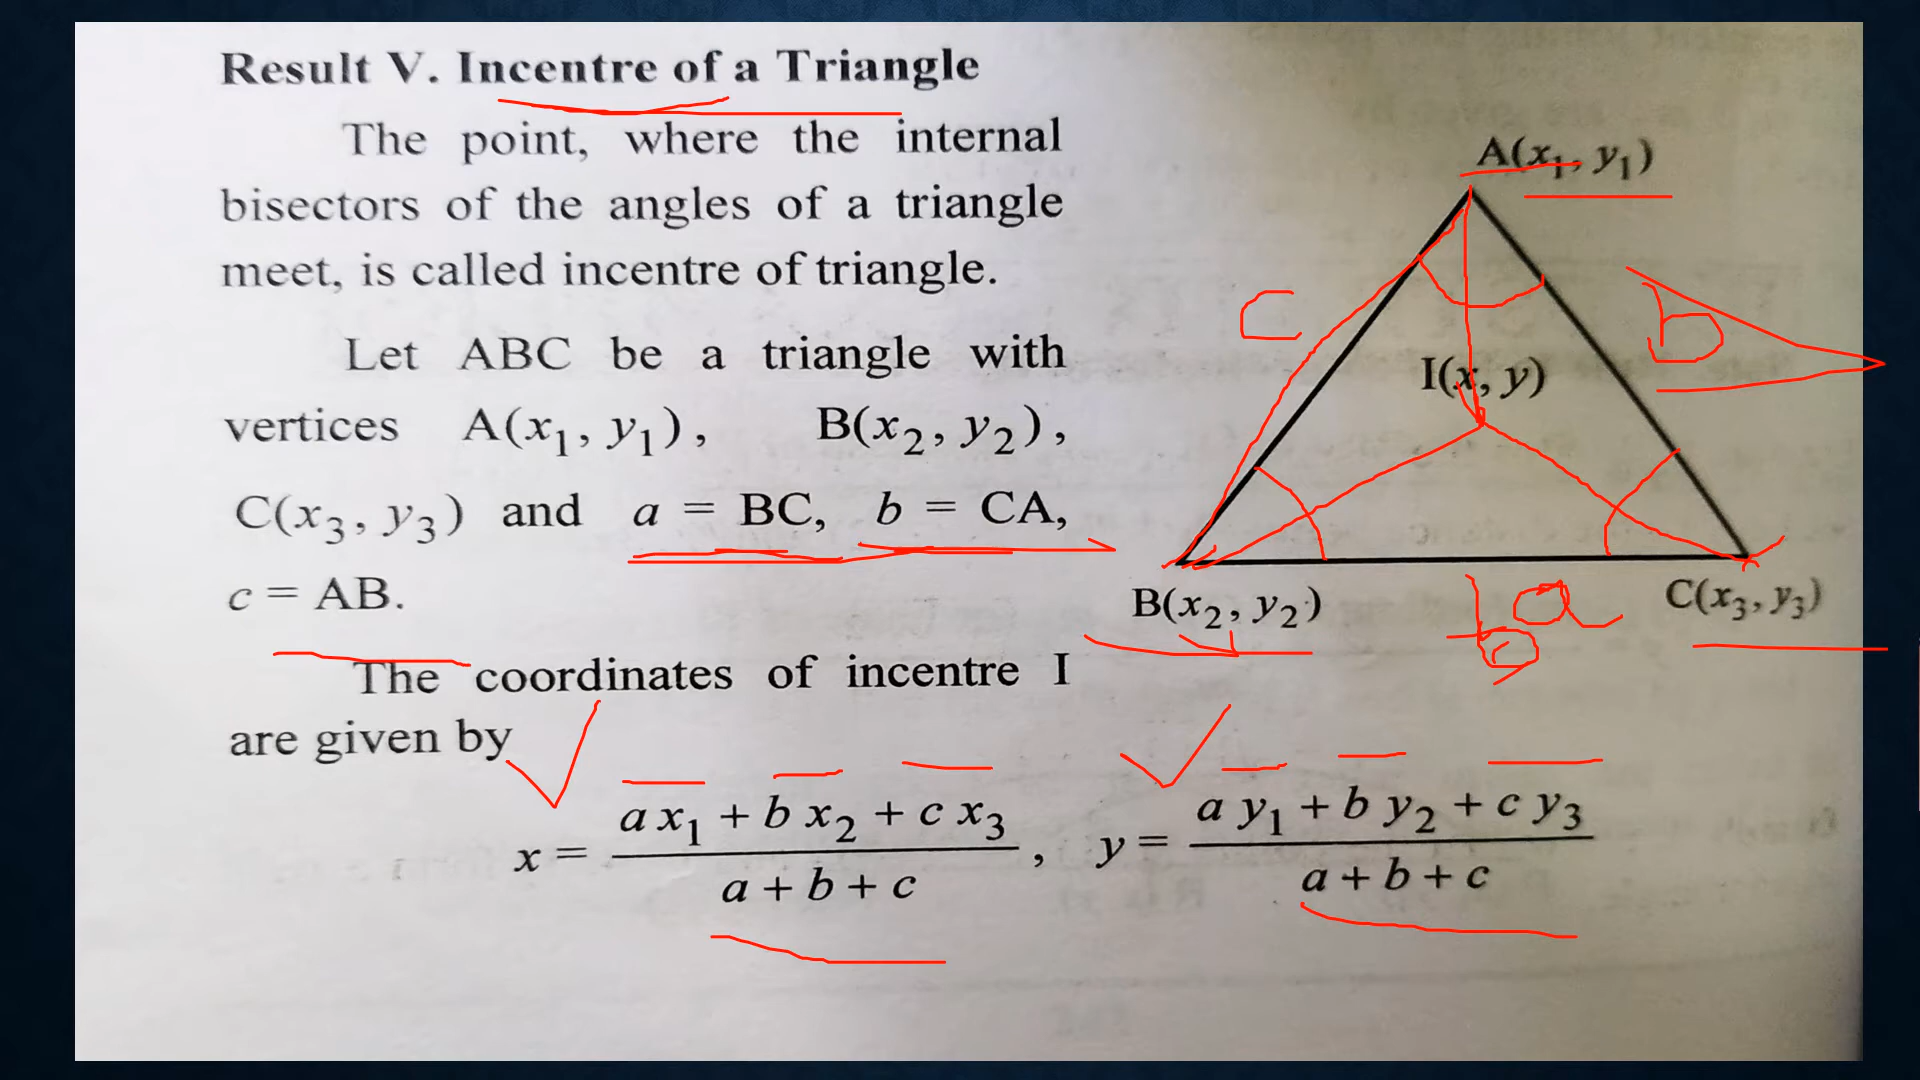 Result V. Incentre of a Triangle
The point, where the internal
bisectors of the angles of a triangle
meet, is called incentre of triangle.
Let ABC be a triangle with
vertices A(x₁, y₁), B(x₂, y₂),
C(x₃, y₃) and a = BC, b = CA,
c = AB.
The coordinates of incentre I
are given by
x = (a x₁ + b x₂ + c x₃) / (a + b + c), y = (a y₁ + b y₂ + c y₃) / (a + b + c)
A(x₁, y₁)
c
b
I(x, y)
B(x₂, y₂)
a
C(x₃, y₃)